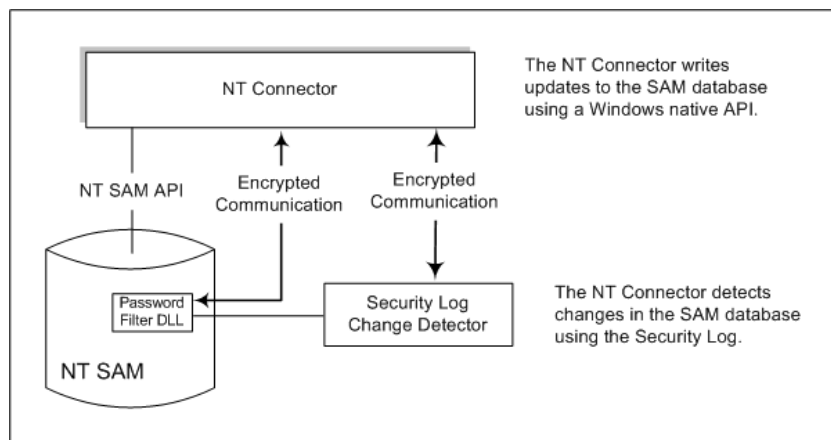 NT Connector
The NT Connector writes
updates to the SAM database
using a Windows native API.
NT SAM API
Encrypted
Communication
Encrypted
Communication
Password
Filter DLL
NT SAM
Security Log
Change Detector
The NT Connector detects
changes in the SAM database
using the Security Log.